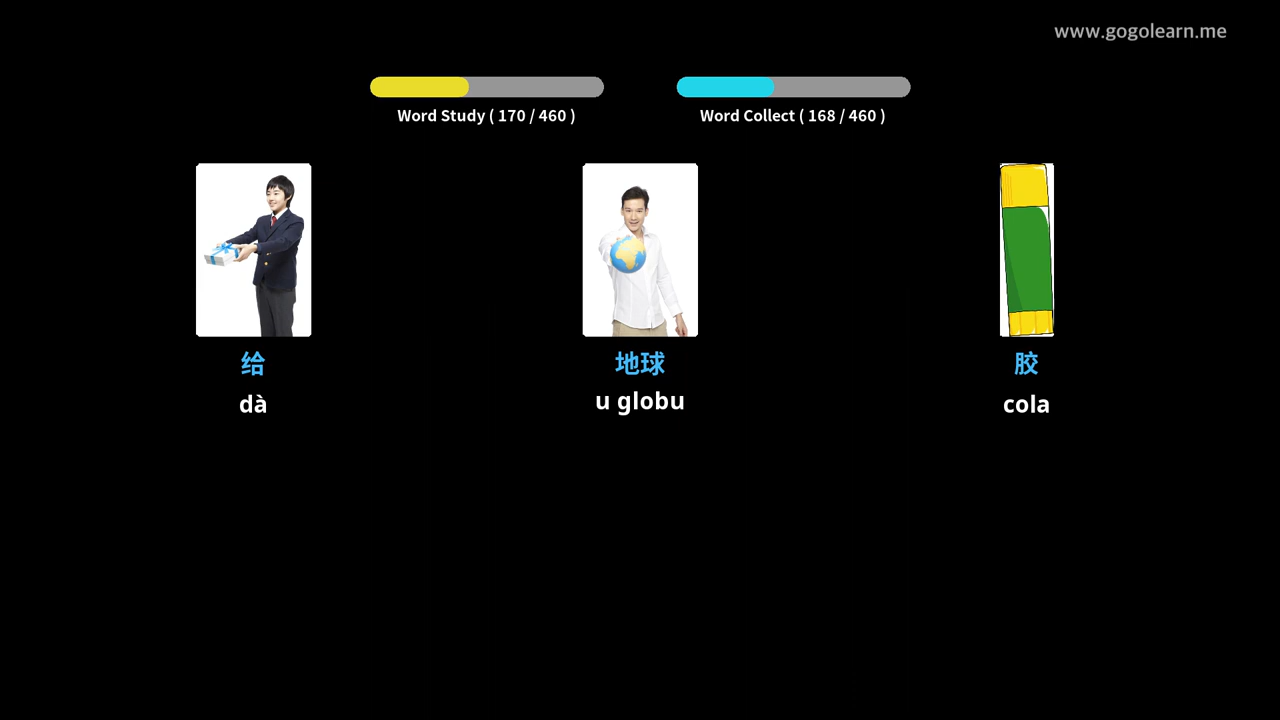 www.gogolearn.me
Word Study ( 170 / 460 )
Word Collect ( 168 / 460 )
给
dà
地球
u globu
胶
cola